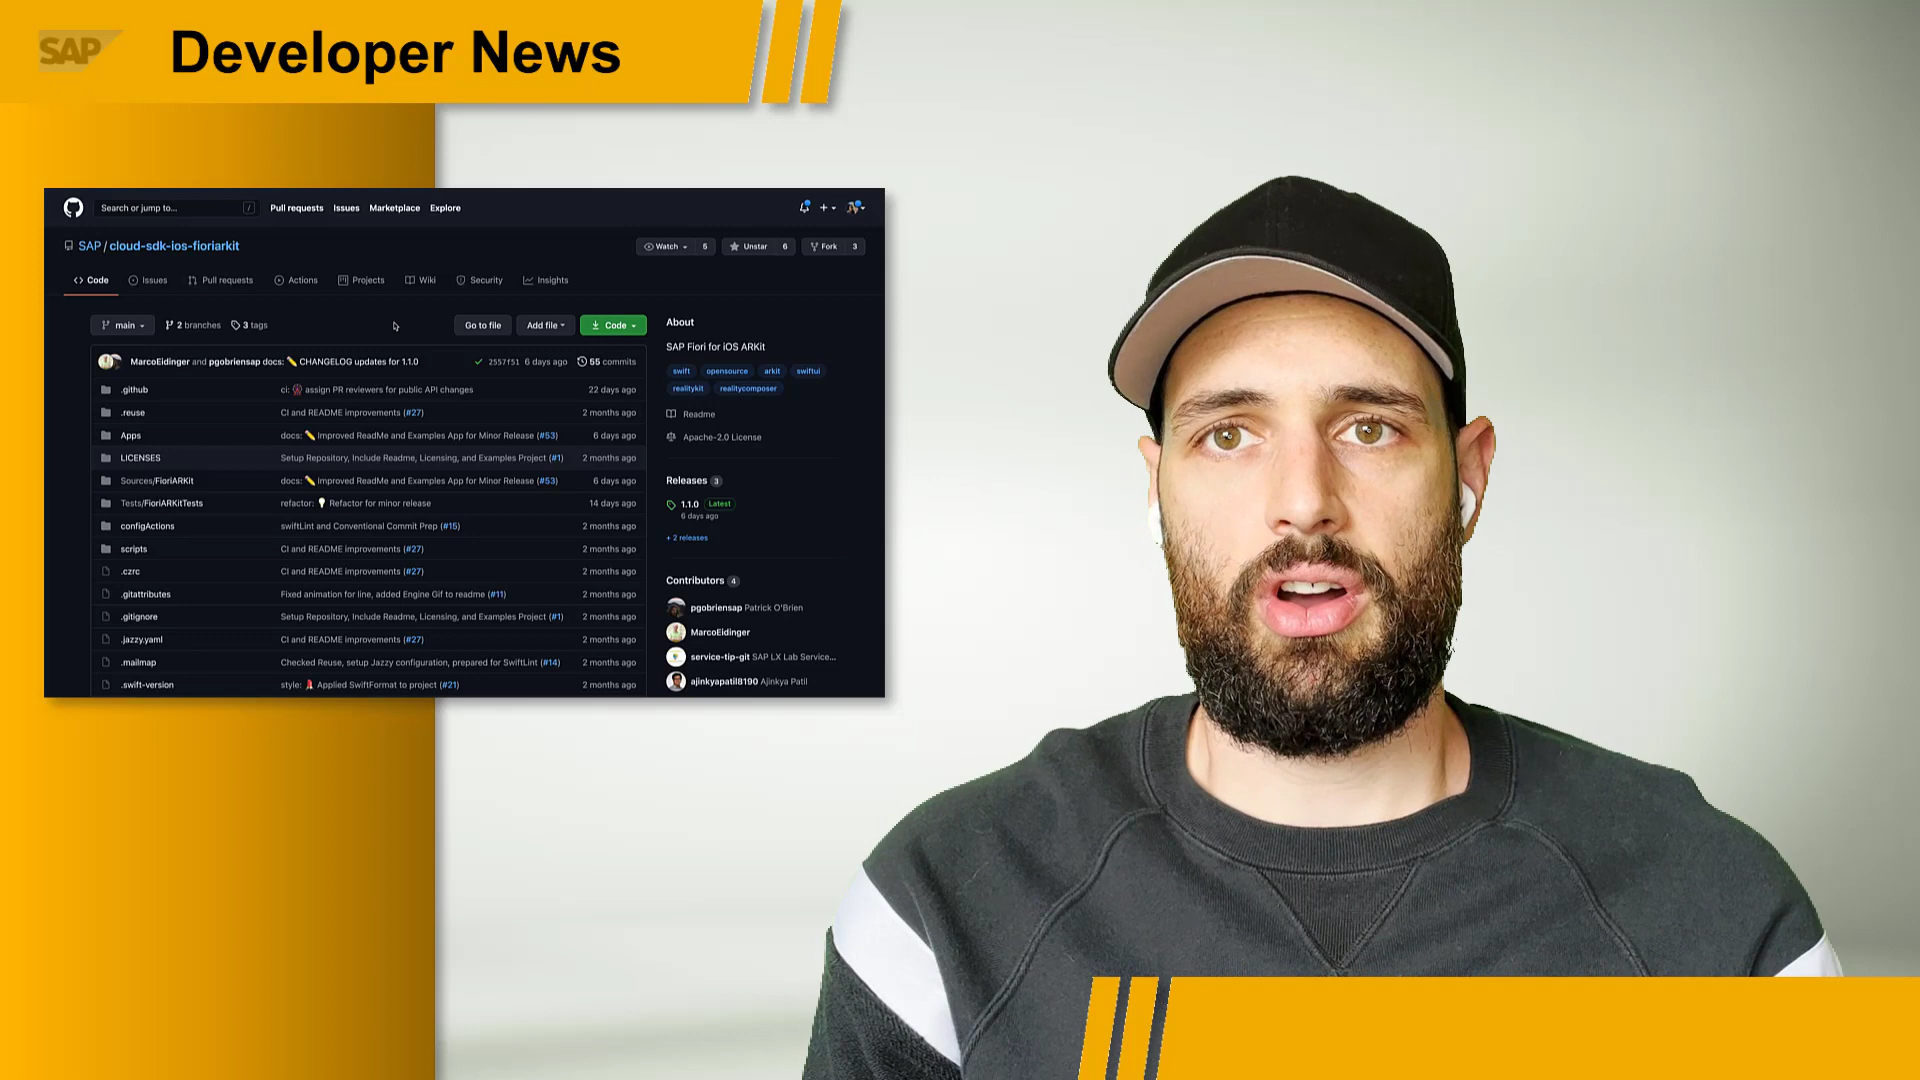 SAP
Developer News
Search or jump to... /
Pull requests Issues Marketplace Explore
SAP / cloud-sdk-ios-fioriarkit
Watch 5 Unstar 6 Fork 3
Code Issues Pull requests Actions Projects Wiki Security Insights
main 2 branches 3 tags Go to file Add file Code
MarcoEidinger and pgobriensap docs: CHANGELOG updates for 1.1.0 2557f51 6 days ago 55 commits
.github ci: assign PR reviewers for public API changes 22 days ago
.reuse CI and README improvements (#27) 2 months ago
Apps docs: Improved ReadMe and Examples App for Minor Release (#53) 6 days ago
LICENSES Setup Repository, Include Readme, Licensing, and Examples Project (#1) 2 months ago
Sources/FioriARKit docs: Improved ReadMe and Examples App for Minor Release (#53) 6 days ago
Tests/FioriARKitTests refactor: Refactor for minor release 14 days ago
configActions swiftLint and Conventional Commit Prep (#15) 2 months ago
scripts CI and README improvements (#27) 2 months ago
.czrc CI and README improvements (#27) 2 months ago
.gitattributes Fixed animation for line, added Engine Gif to readme (#11) 2 months ago
.gitignore Setup Repository, Include Readme, Licensing, and Examples Project (#1) 2 months ago
.jazzy.yaml CI and README improvements (#27) 2 months ago
.mailmap Checked Reuse, setup Jazzy configuration, prepared for SwiftLint (#14) 2 months ago
.swift-version style: Applied SwiftFormat to project (#21) 2 months ago
About
SAP Fiori for iOS ARKit
swift opensource arkit swiftui
realitykit realitycomposer
Readme
Apache-2.0 License
Releases 3
1.1.0 Latest
6 days ago
+ 2 releases
Contributors 4
pgobriensap Patrick O'Brien
MarcoEidinger
service-tip-git SAP LX Lab Service...
ajinkyapatil8190 Ajinkya Patil